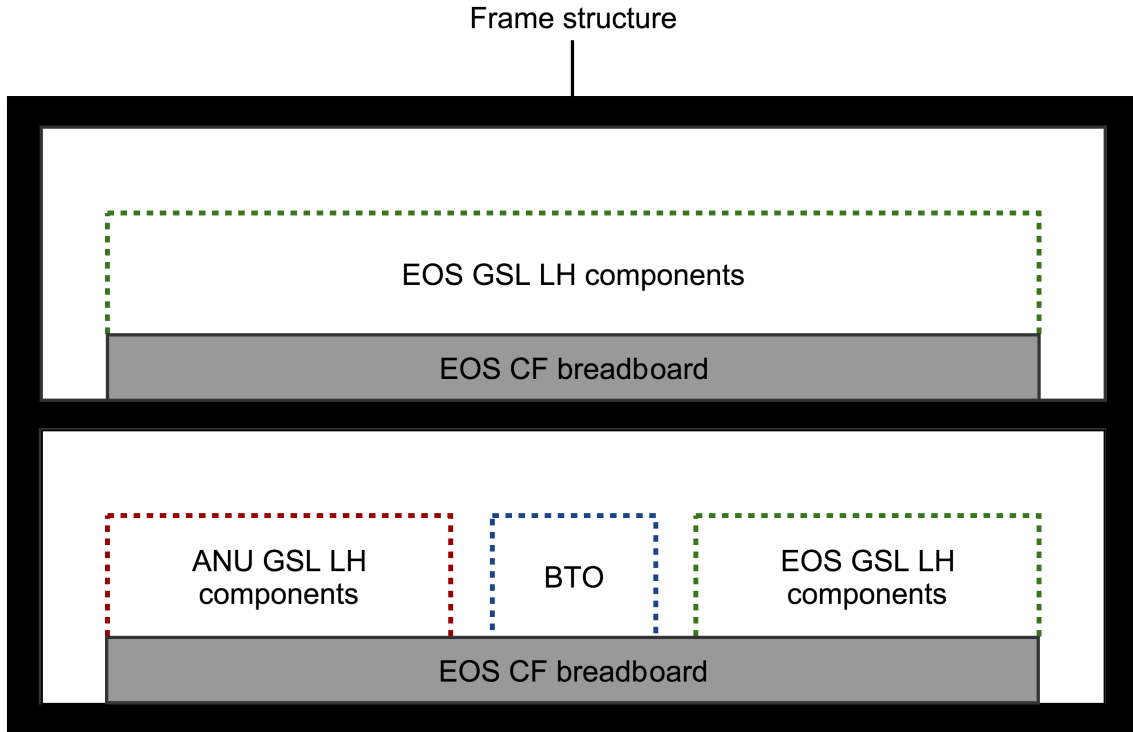 Frame structure
EOS GSL LH components
EOS CF breadboard
ANU GSL LH
components
BTO
EOS GSL LH
components
EOS CF breadboard